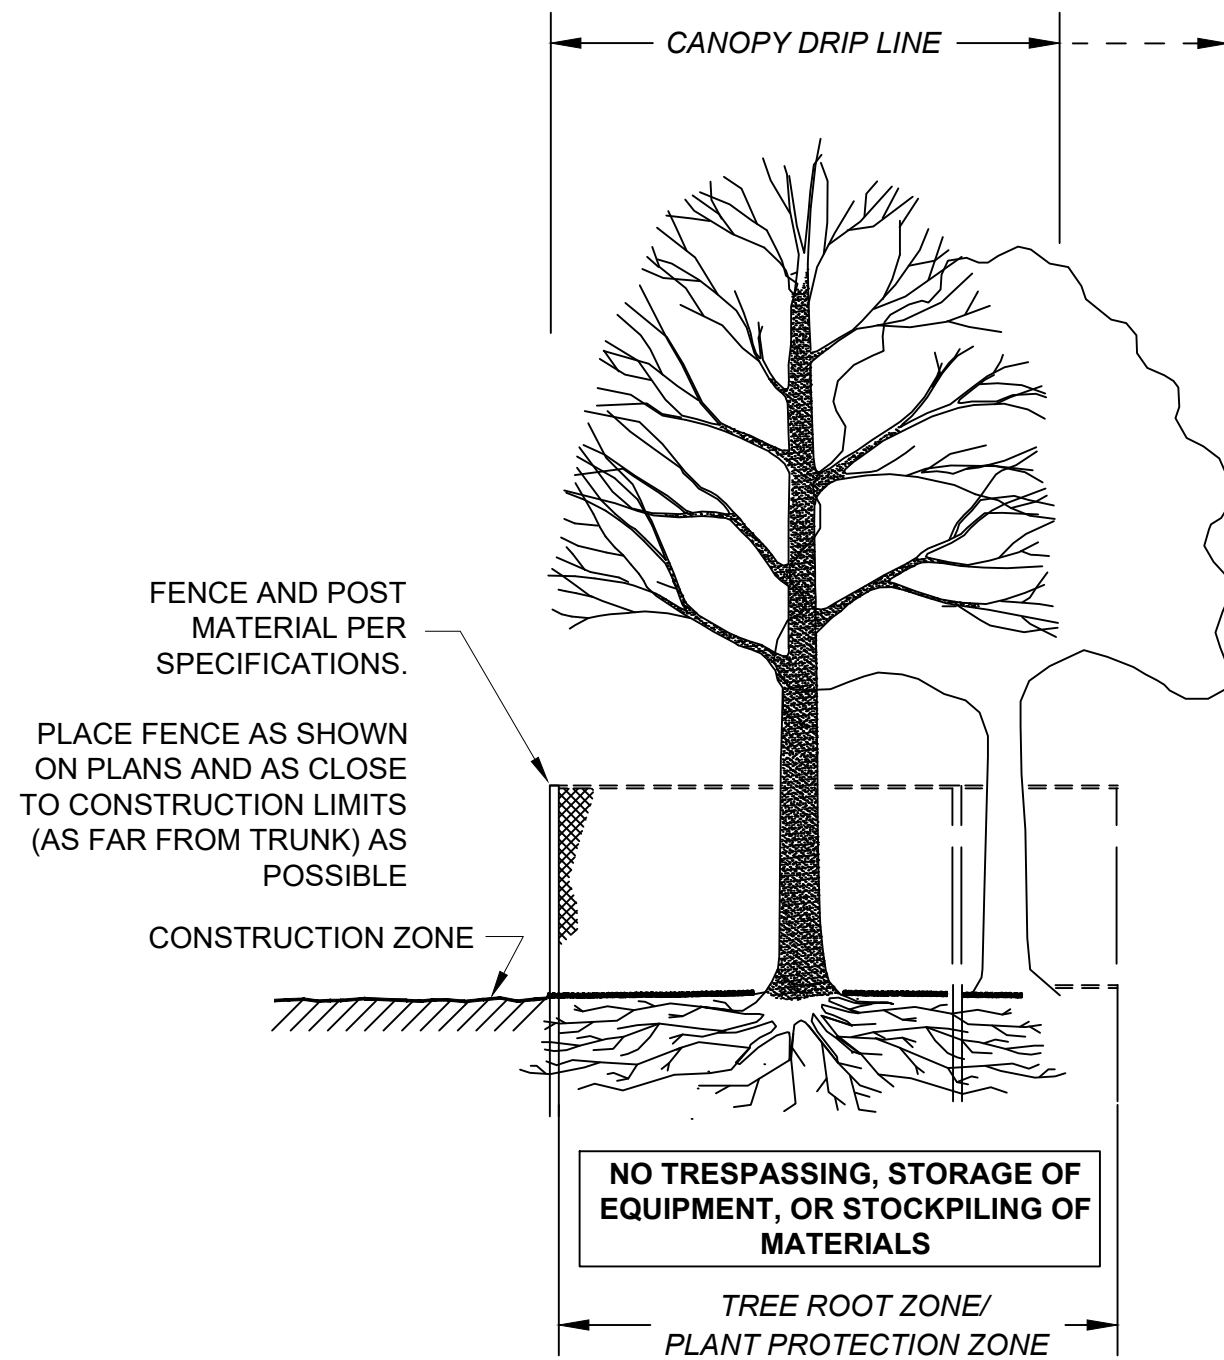 CANOPY DRIP LINE
FENCE AND POST
MATERIAL PER
SPECIFICATIONS.
PLACE FENCE AS SHOWN
ON PLANS AND AS CLOSE
TO CONSTRUCTION LIMITS
(AS FAR FROM TRUNK) AS
POSSIBLE
CONSTRUCTION ZONE
NO TRESPASSING, STORAGE OF
EQUIPMENT, OR STOCKPILING OF
MATERIALS
TREE ROOT ZONE/
PLANT PROTECTION ZONE